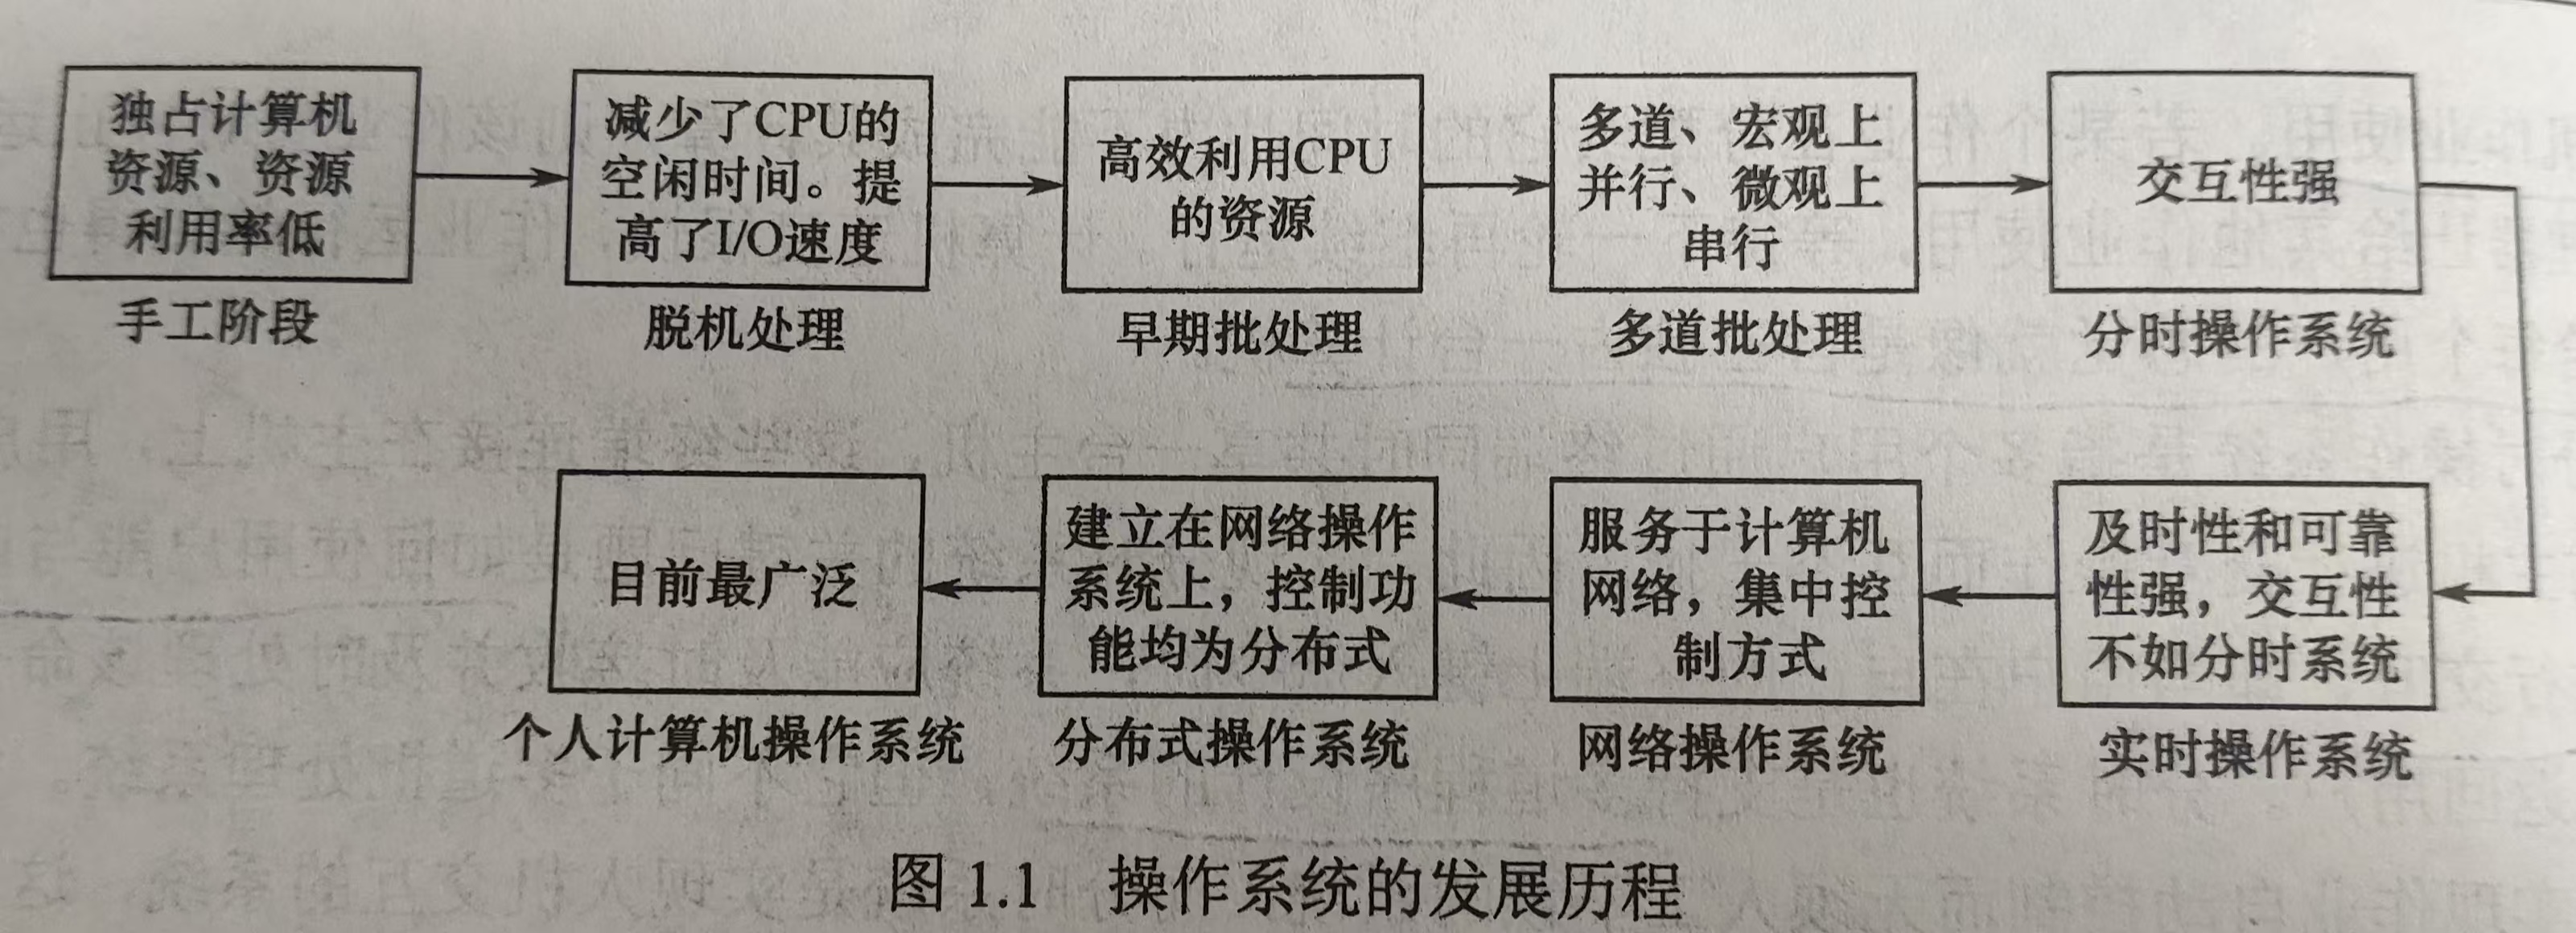 独占计算机
资源、资源
利用率低
手工阶段
减少了CPU的
空闲时间。提
高了I/O速度
脱机处理
高效利用CPU
的资源
早期批处理
多道、宏观上
并行、微观上
串行
多道批处理
交互性强
分时操作系统
及时性和可靠
性强，交互性
不如分时系统
实时操作系统
服务于计算机
网络，集中控
制方式
网络操作系统
建立在网络操作
系统上，控制功
能均为分布式
分布式操作系统
目前最广泛
个人计算机操作系统
图 1.1 操作系统的发展历程